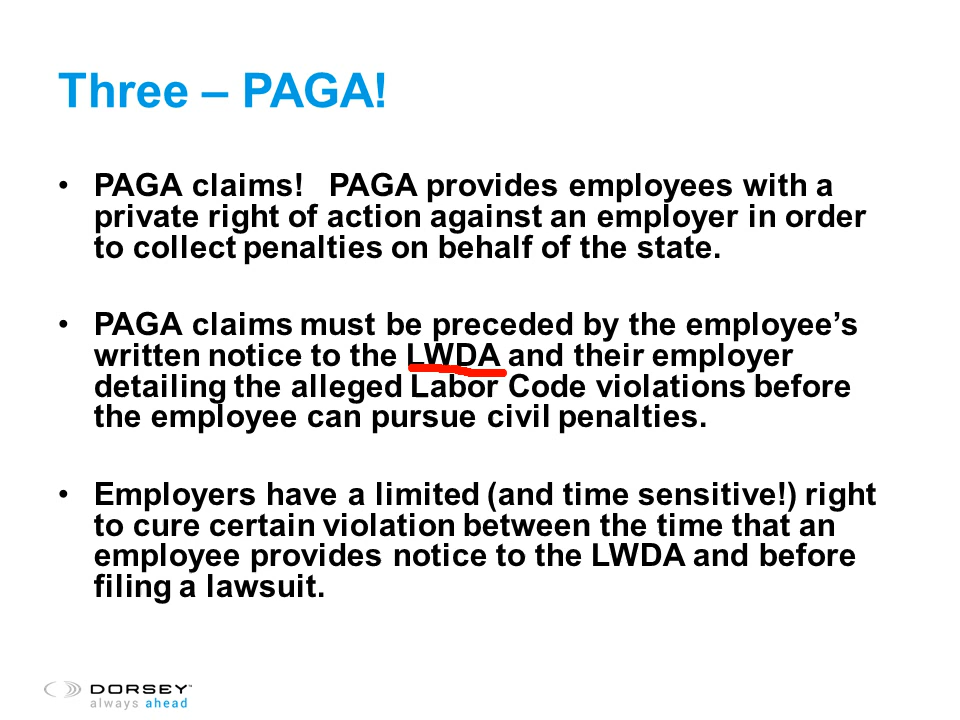 Three – PAGA!
• PAGA claims!   PAGA provides employees with a
private right of action against an employer in order
to collect penalties on behalf of the state.
• PAGA claims must be preceded by the employee’s
written notice to the LWDA and their employer
detailing the alleged Labor Code violations before
the employee can pursue civil penalties.
• Employers have a limited (and time sensitive!) right
to cure certain violation between the time that an
employee provides notice to the LWDA and before
filing a lawsuit.
DORSEY™
always ahead